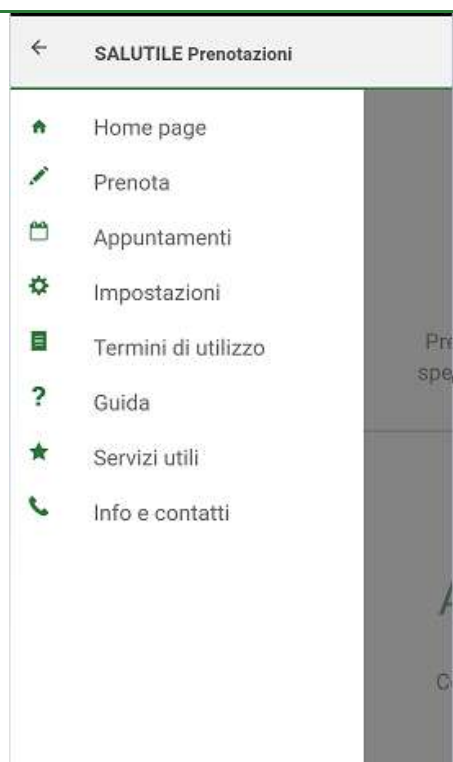 SALUTILE Prenotazioni
Home page
Prenota
Appuntamenti
Impostazioni
Termini di utilizzo
Guida
Servizi utili
Info e contatti